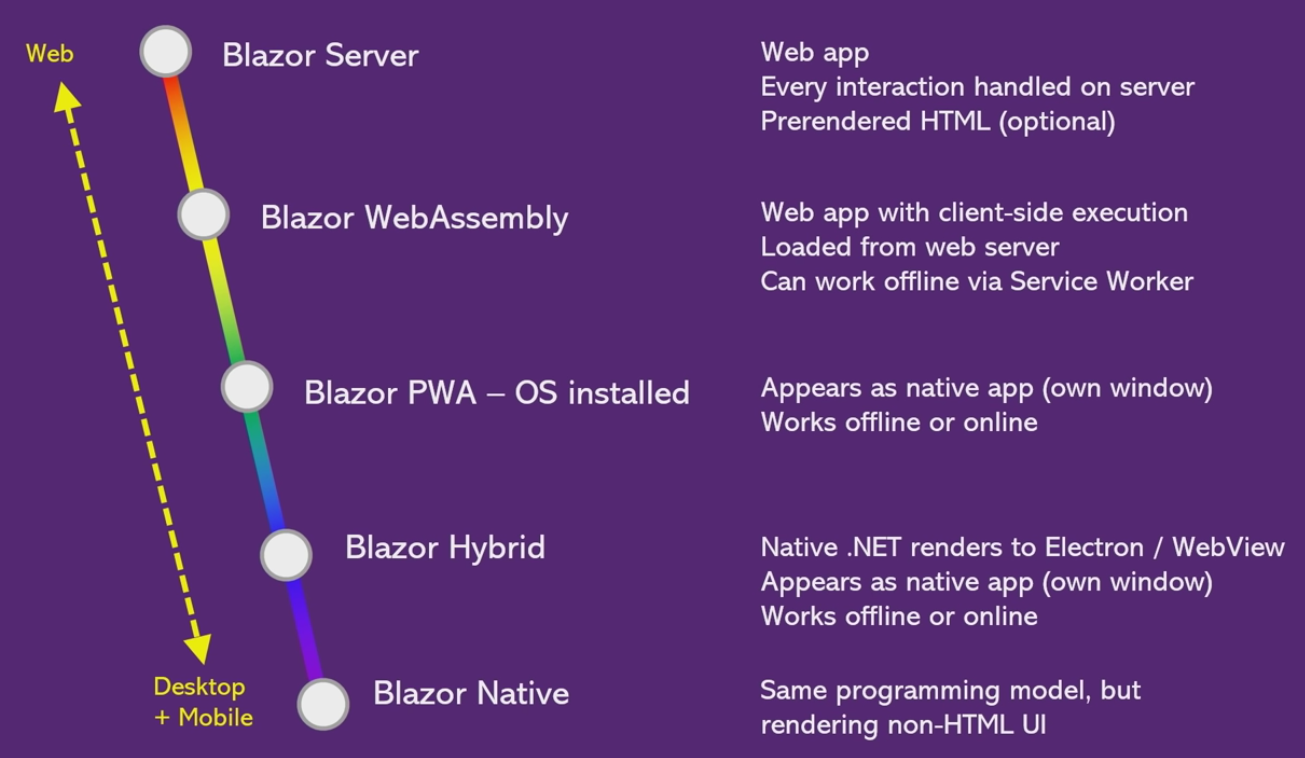 Web
Blazor Server
Web app
Every interaction handled on server
Prerendered HTML (optional)
Blazor WebAssembly
Web app with client-side execution
Loaded from web server
Can work offline via Service Worker
Blazor PWA – OS installed
Appears as native app (own window)
Works offline or online
Blazor Hybrid
Native .NET renders to Electron / WebView
Appears as native app (own window)
Works offline or online
Desktop
+ Mobile
Blazor Native
Same programming model, but
rendering non-HTML UI